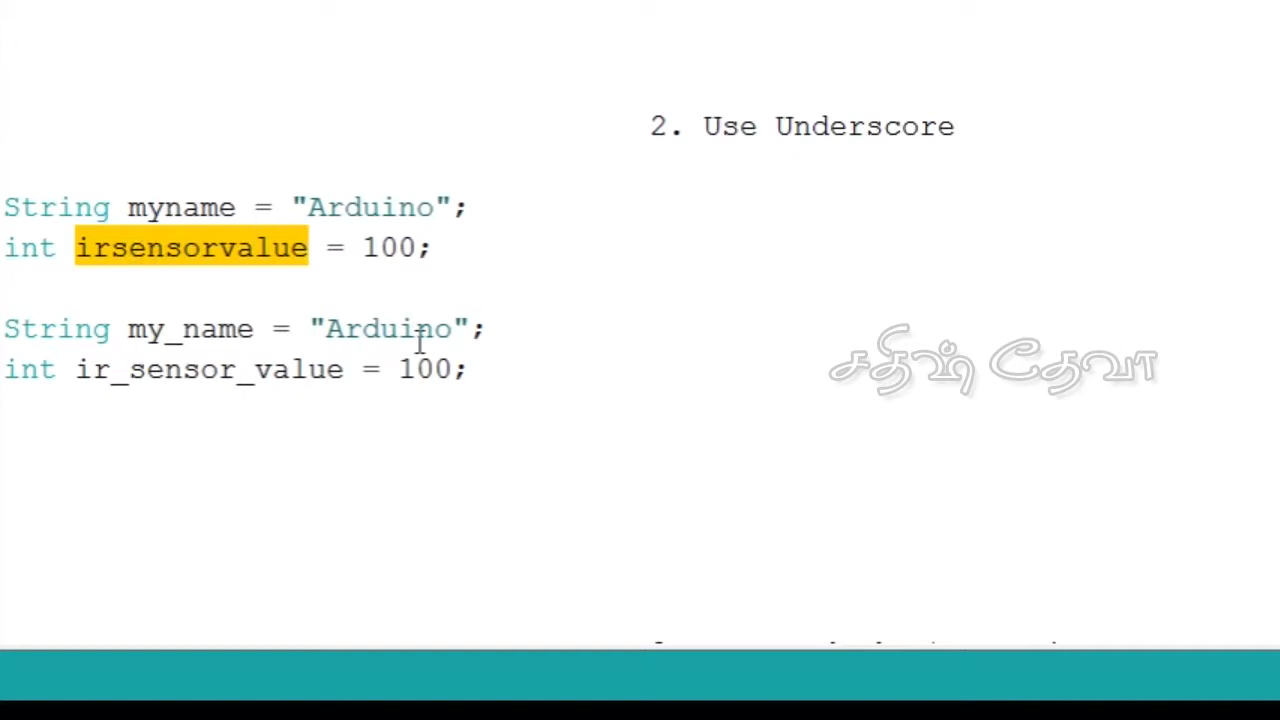 2. Use Underscore
String myname = "Arduino";
int irsensorvalue = 100;
String my_name = "Arduino";
int ir_sensor_value = 100;
சதிஷ் தேவா